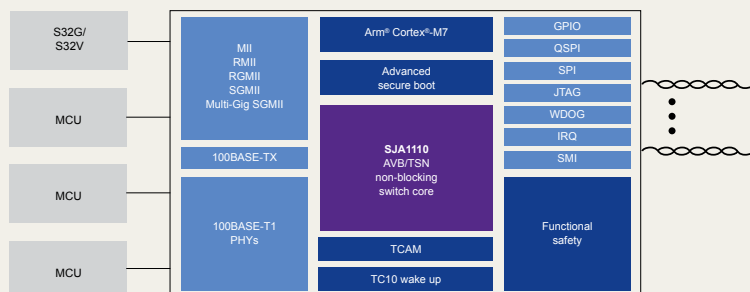 S32G/
S32V
MCU
MCU
MCU
MII
RMII
RGMII
SGMII
Multi-Gig SGMII
100BASE-TX
100BASE-T1
PHYs
Arm® Cortex®-M7
Advanced
secure boot
SJA1110
AVB/TSN
non-blocking
switch core
TCAM
TC10 wake up
GPIO
QSPI
SPI
JTAG
WDOG
IRQ
SMI
Functional
safety